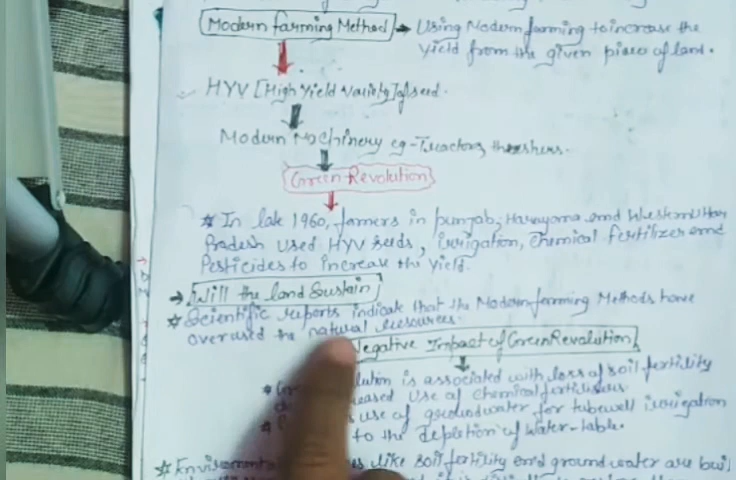 Modern farming Method → Using Modern farming to increase the
yield from the given piece of land.
HYV [High Yield Variety] of seed.
Modern Machinery eg - Tractors, threshers.
Green Revolution
* In late 1960, farmers in punjab, Haryana and Western Uttar
Pradesh used HYV seeds, irrigation, chemical fertilizer and
Pesticides to increase the yield.
→ Will the land Sustain
* Scientific reports indicate that the Modern farming Methods have
overused the natural resources.
Negative Impact of Green Revolution
is associated with loss of soil fertility
use of chemical fertilisers.
use of groundwater for tubewell irrigation
to the depletion of water-table.
like soil fertility and ground water are